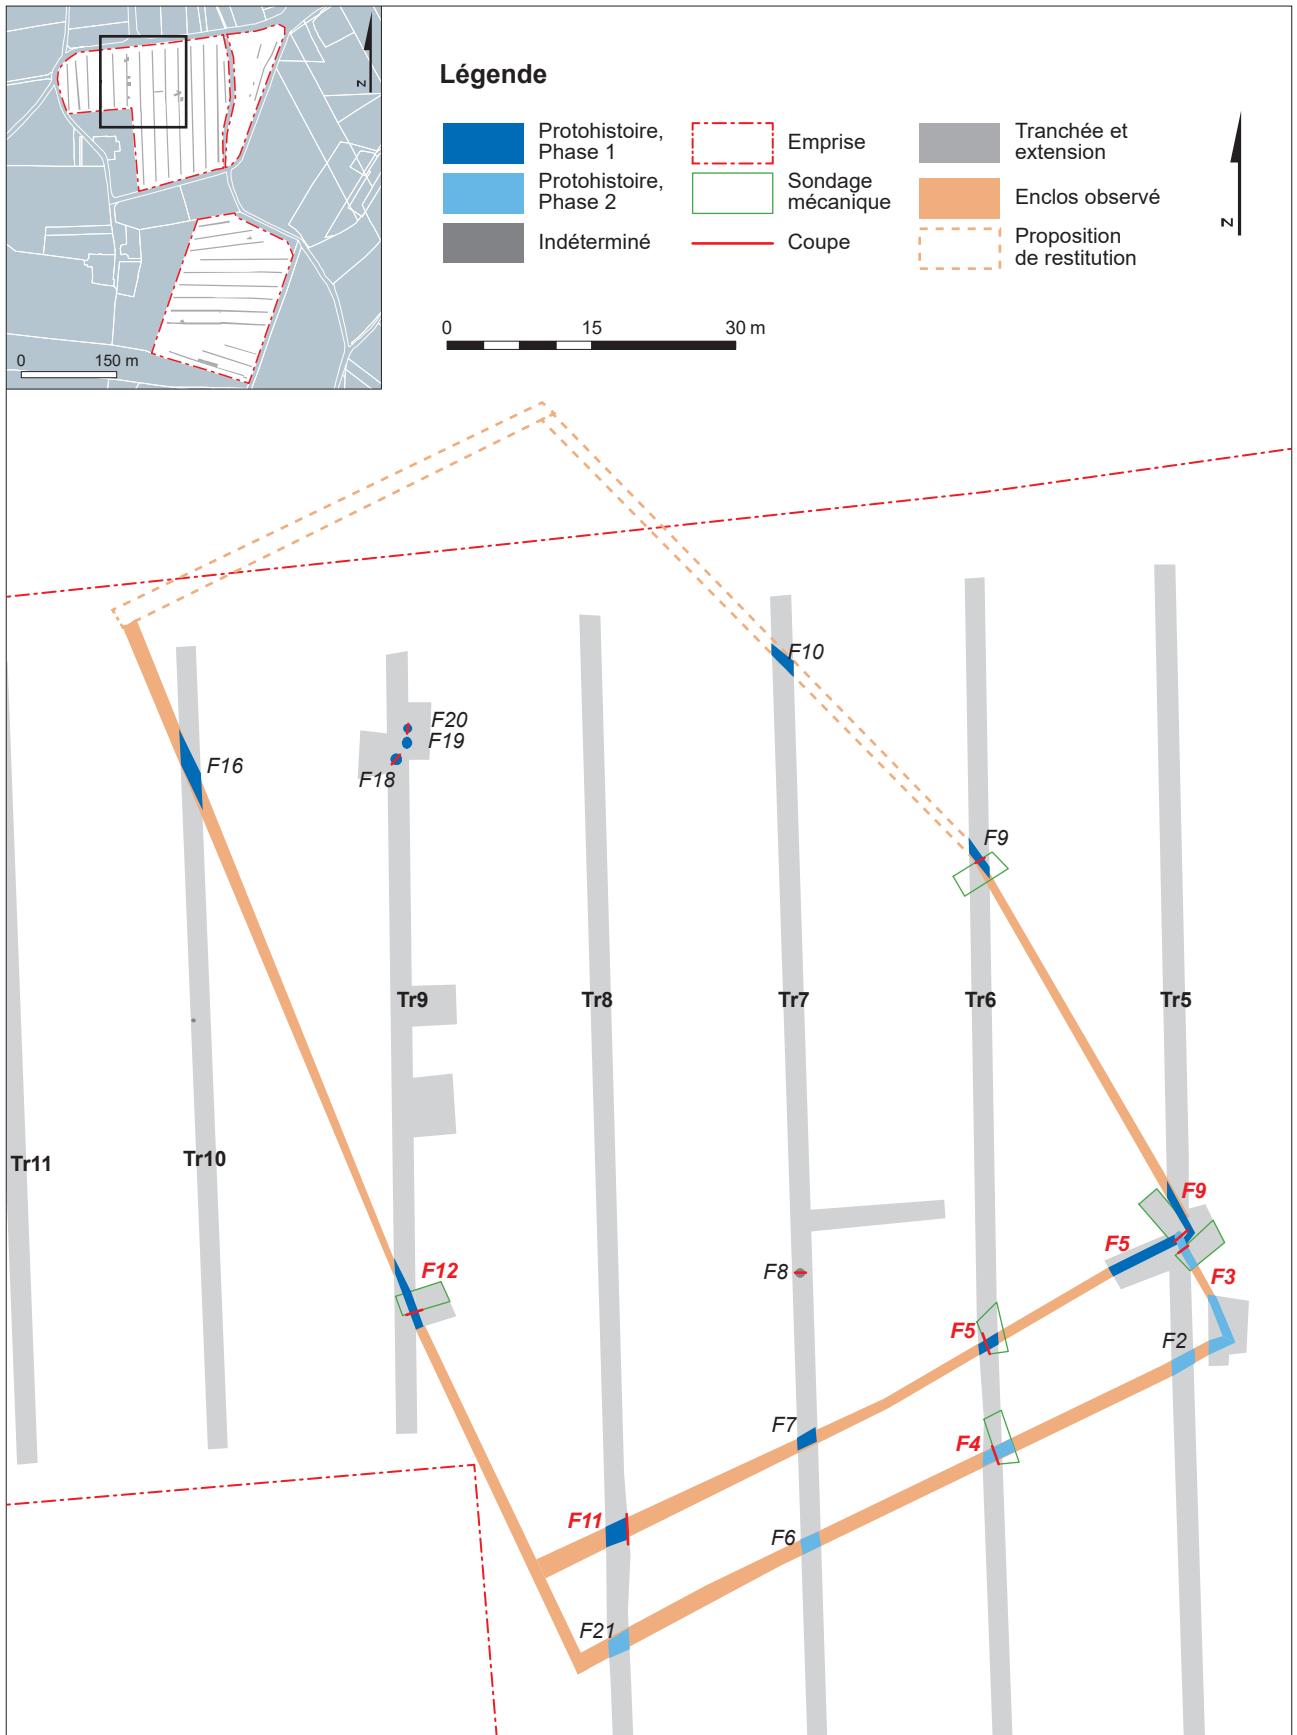 N
0
150 m
Légende
Protohistoire,
Phase 1
Protohistoire,
Phase 2
Indéterminé
Emprise
Sondage
mécanique
Coupe
Tranchée et
extension
Enclos observé
Proposition
de restitution
N
0
15
30 m
F10
F20
F19
F18
F16
F9
Tr9
Tr8
Tr7
Tr6
Tr5
Tr11
Tr10
F9
F5
F3
F12
F8
F5
F2
F7
F4
F11
F6
F21